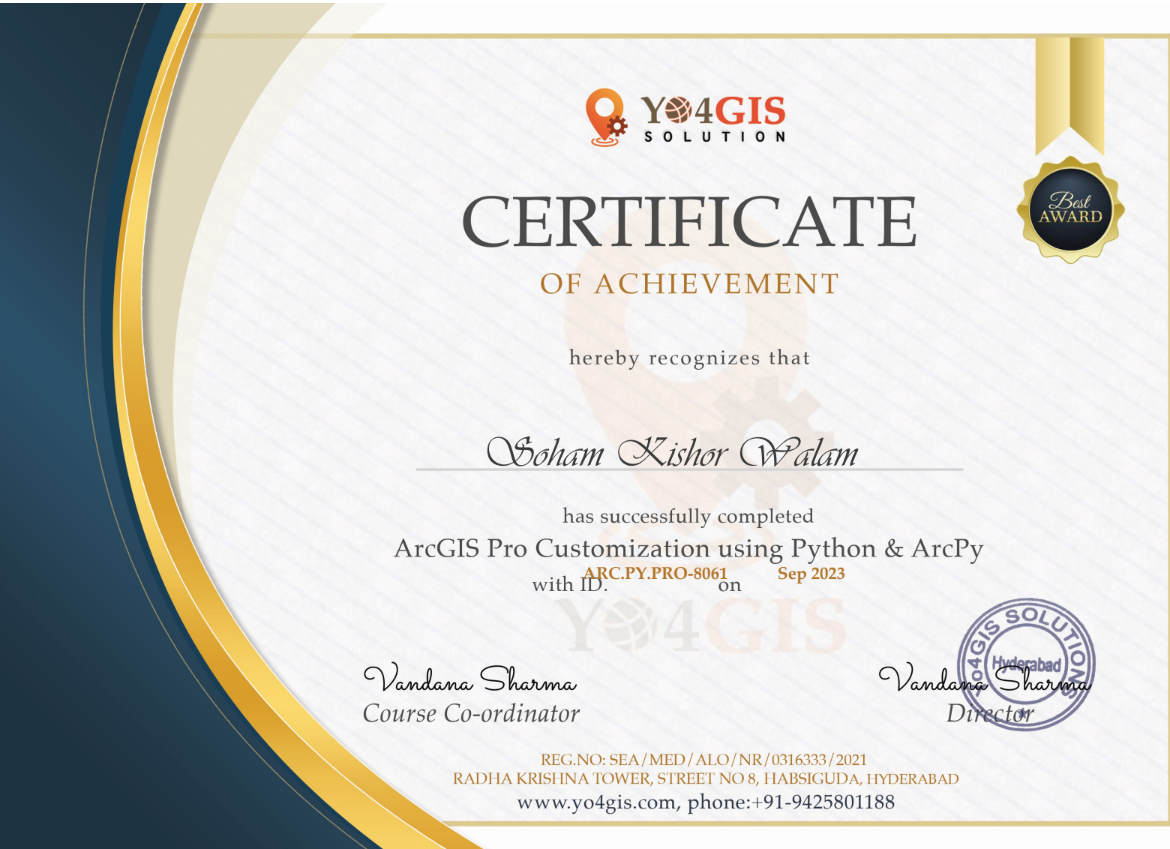 YO4GIS
SOLUTION
Best
AWARD
CERTIFICATE
OF ACHIEVEMENT
hereby recognizes that
Soham Kishor Walam
has successfully completed
ArcGIS Pro Customization using Python & ArcPy
with ID. ARC.PY.PRO-8061 on Sep 2023
YO4GIS
Yo4GIS SOLUTIONS
Hyderabad
Vandana Sharma
Course Co-ordinator
Vandana Sharma
Director
REG.NO: SEA/MED/ALO/NR/0316333/2021
RADHA KRISHNA TOWER, STREET NO 8, HABSIGUDA, HYDERABAD
www.yo4gis.com, phone:+91-9425801188